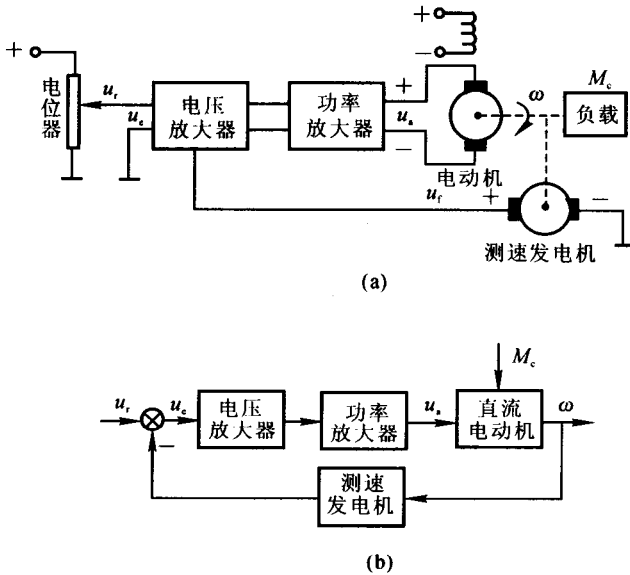 +
−
+
电位器
u_r
u_e
电压
放大器
功率
放大器
+
u_a
−
ω
M_c
负载
电动机
u_f
+
−
测速发电机
(a)
M_c
u_r
u_e
−
电压
放大器
功率
放大器
u_a
直流
电动机
ω
测速
发电机
(b)